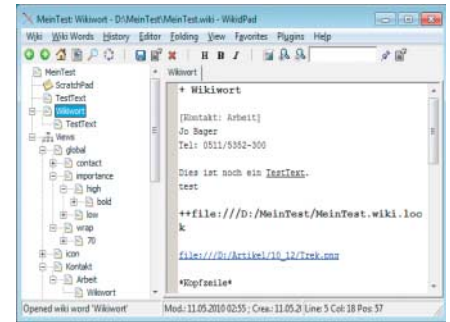 MeinTest: Wikiwort - D:\MeinTest\MeinTest.wiki - WikidPad
Wiki Wiki Words History Editor Folding View Favorites Plugins Help
H B I
MeinTest
ScratchPad
TestText
Wikiwort
TestText
Views
global
contact
importance
high
bold
low
wrap
70
icon
Kontakt
Arbeit
Wikiwort
Wikiwort
+ Wikiwort
[Kontakt: Arbeit]
Jo Bager
Tel: 0511/5352-300
Dies ist noch ein TestText.
test
++file:///D:/MeinTest/MeinTest.wiki.loc
k
file:///D:/Artikel/10_12/Trek.png
*Kopfzeile*
Opened wiki word 'Wikiwort' Mod.: 11.05.2010 02:55 ; Crea.: 11.05.2( Line: 5 Col: 18 Pos: 57